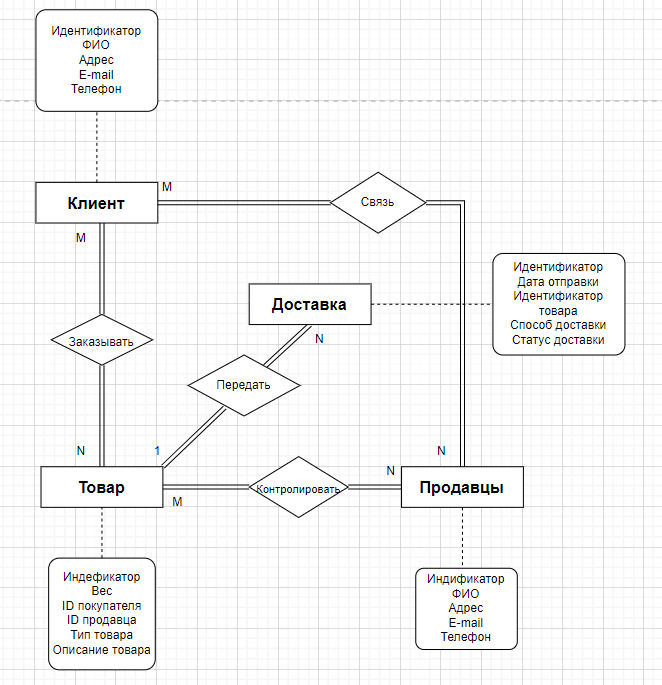 Идентификатор
ФИО
Адрес
E-mail
Телефон
Клиент
M
Связь
M
Идентификатор
Дата отправки
Идентификатор
товара
Способ доставки
Статус доставки
Доставка
N
Заказывать
Передать
N
1
N
N
Товар
M
Контролировать
Продавцы
Индефикатор
Вес
ID покупателя
ID продавца
Тип товара
Описание товара
Индификатор
ФИО
Адрес
E-mail
Телефон